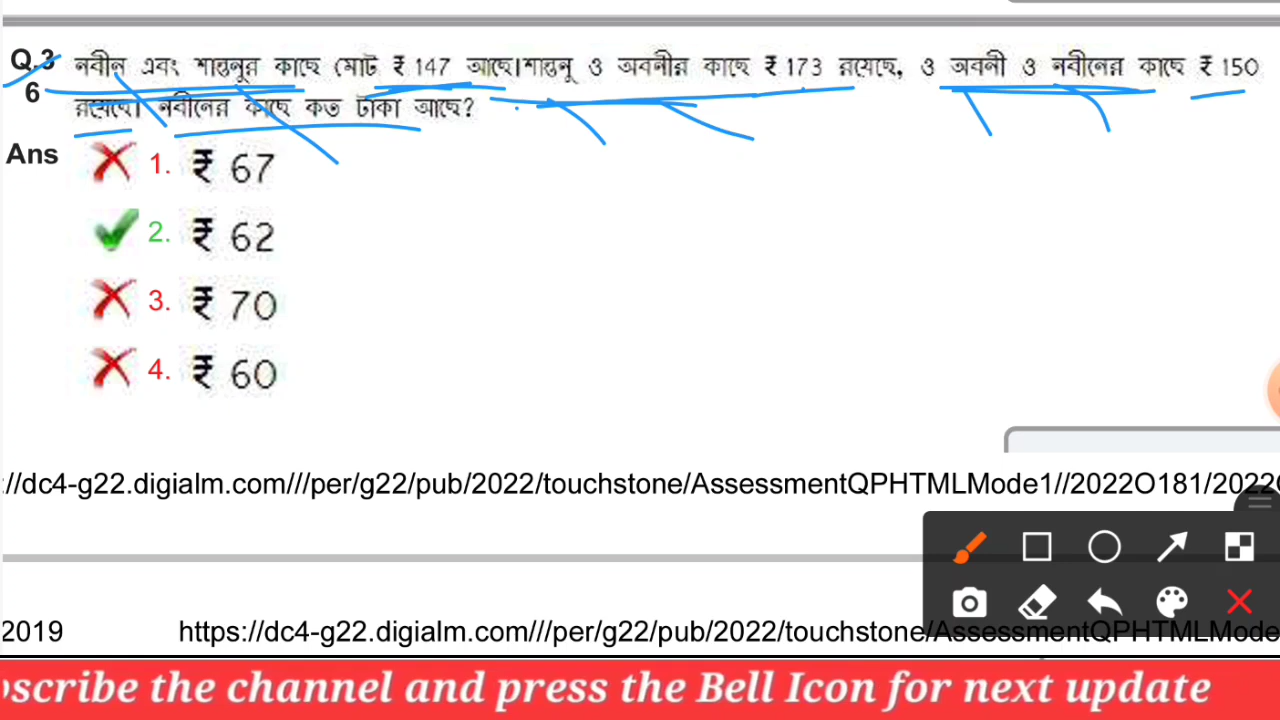 Q.3 নবীন এবং শান্তনুর কাছে মোট ₹ 147 আছে।শান্তনু ও অবনীর কাছে ₹ 173 রয়েছে, ও অবনী ও নবীনের কাছে ₹ 150
6 রয়েছে। নবীনের কাছে কত টাকা আছে?
Ans 1. ₹ 67
2. ₹ 62
3. ₹ 70
4. ₹ 60
://dc4-g22.digialm.com///per/g22/pub/2022/touchstone/AssessmentQPHTMLMode1//2022O181/2022
2019 https://dc4-g22.digialm.com///per/g22/pub/2022/touchstone/AssessmentQPHTMLMode
oscribe the channel and press the Bell Icon for next update